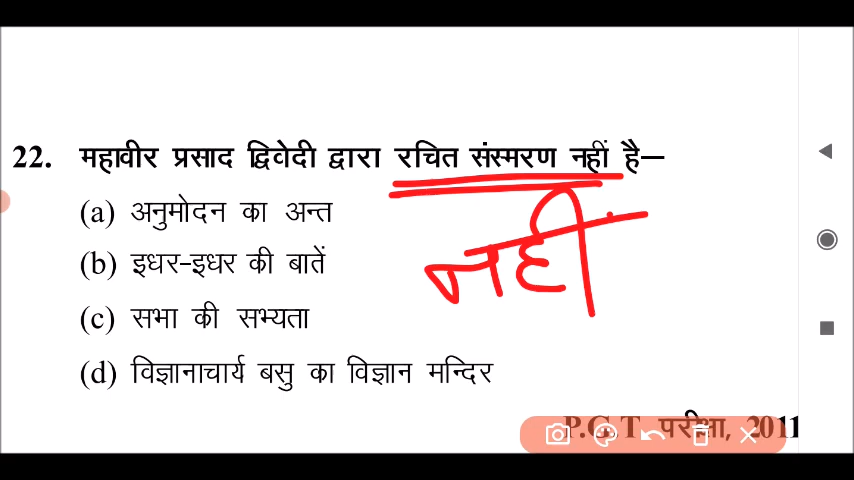 22. महावीर प्रसाद द्विवेदी द्वारा रचित संस्मरण नहीं है—
(a) अनुमोदन का अन्त
(b) इधर-इधर की बातें
नहीं
(c) सभा की सभ्यता
(d) विज्ञानाचार्य बसु का विज्ञान मन्दिर
P.G.T परीक्षा, 2011